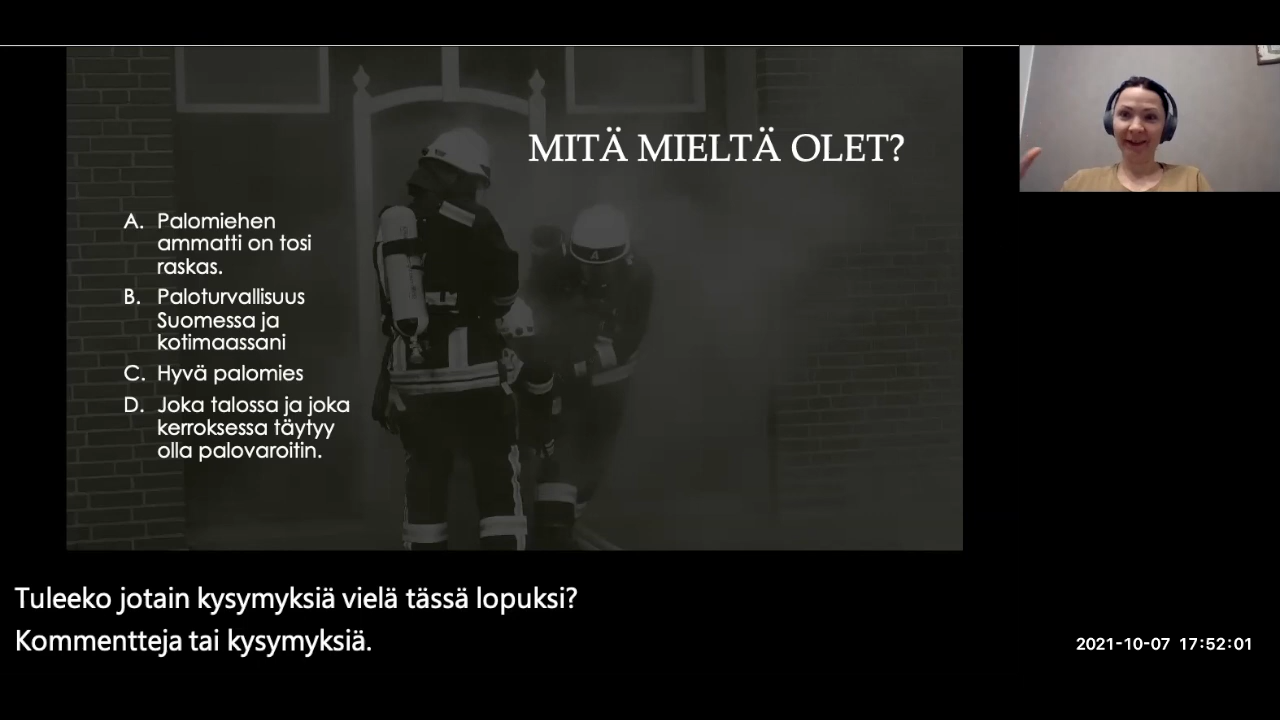 MITÄ MIELTÄ OLET?
A. Palomiehen
ammatti on tosi
raskas.
B. Paloturvallisuus
Suomessa ja
kotimaassani
C. Hyvä palomies
D. Joka talossa ja joka
kerroksessa täytyy
olla palovaroitin.
Tuleeko jotain kysymyksiä vielä tässä lopuksi?
Kommentteja tai kysymyksiä.
2021-10-07 17:52:01